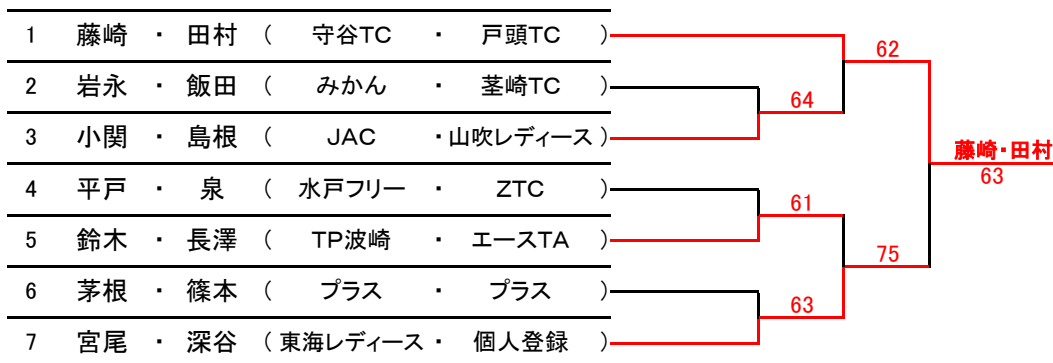 1 藤崎 ・ 田村 ( 守谷TC ・ 戸頭TC )
62
2 岩永 ・ 飯田 ( みかん ・ 茎崎TC )
64
3 小関 ・ 島根 ( JAC ・山吹レディース )
藤崎・田村
63
4 平戸 ・ 泉 ( 水戸フリー ・ ZTC )
61
5 鈴木 ・ 長澤 ( TP波崎 ・ エースTA )
75
6 茅根 ・ 篠本 ( プラス ・ プラス )
63
7 宮尾 ・ 深谷 ( 東海レディース ・ 個人登録 )